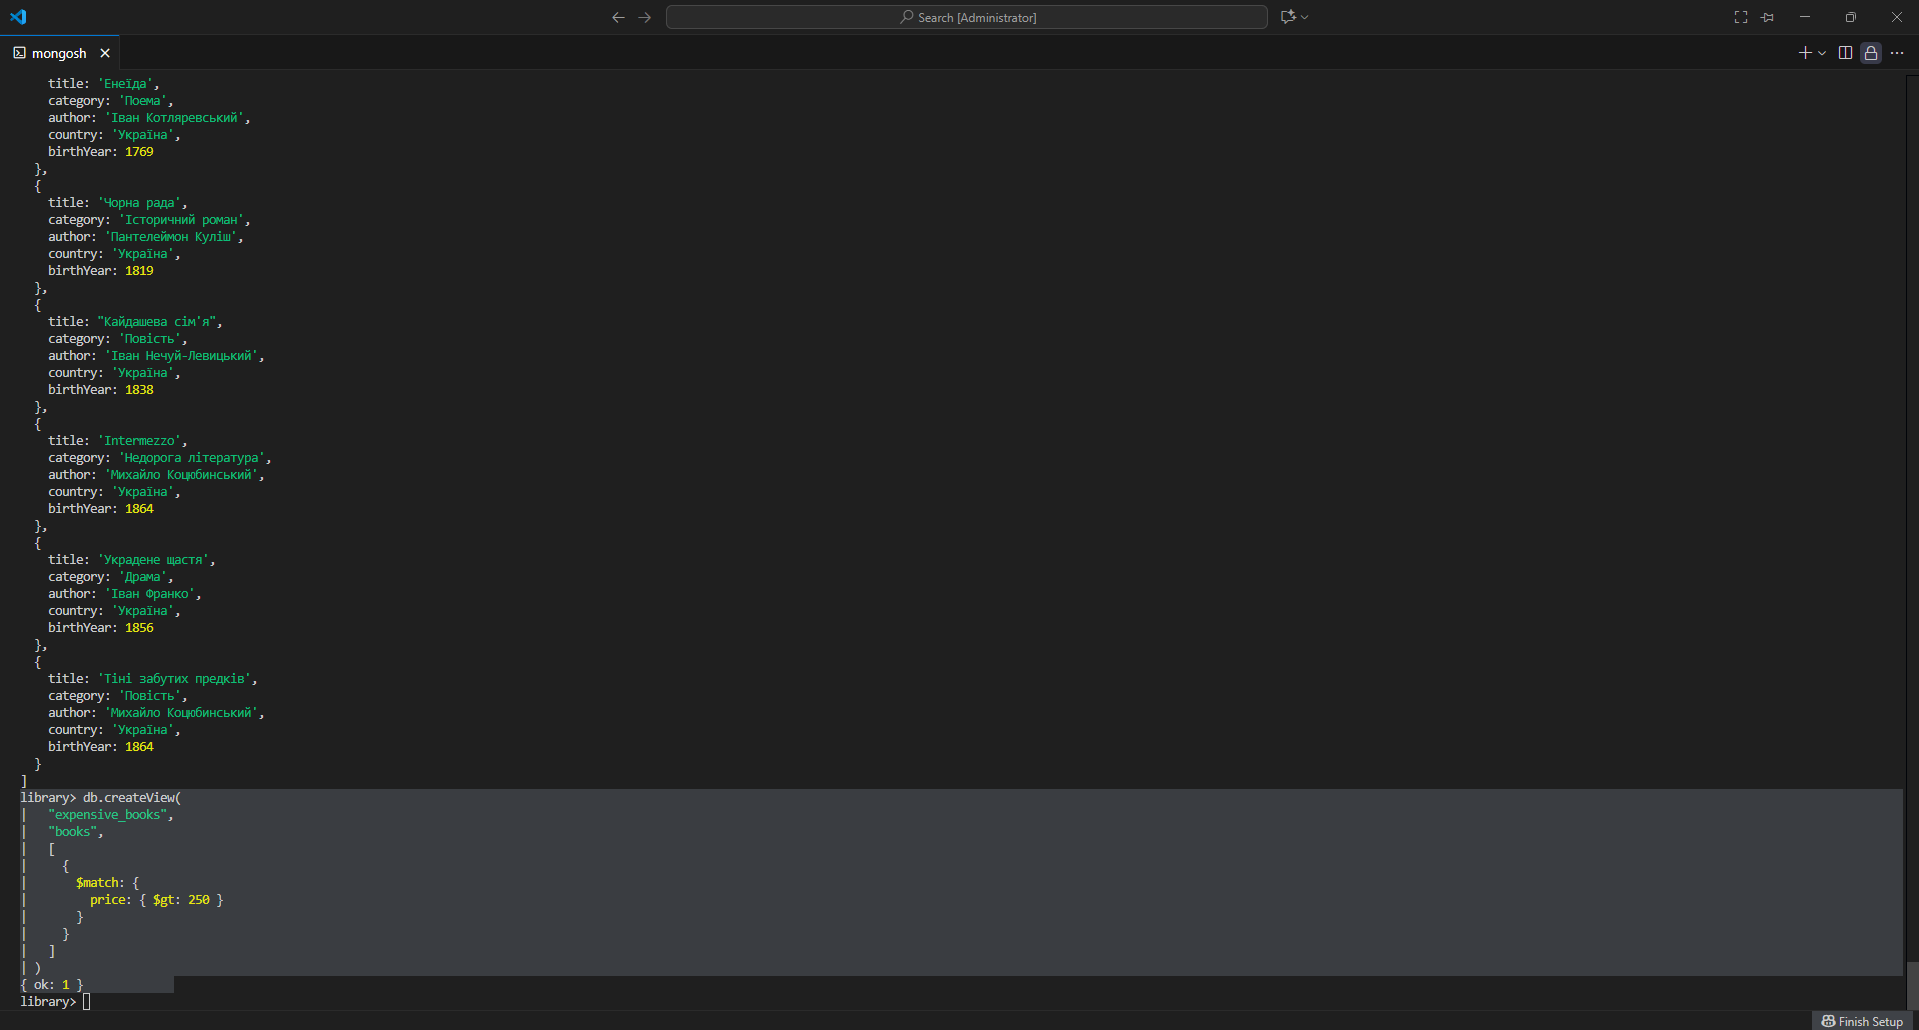 Search [Administrator]
mongosh
title: 'Енеїда',
category: 'Поема',
author: 'Іван Котляревський',
country: 'Україна',
birthYear: 1769
},
{
title: 'Чорна рада',
category: 'Історичний роман',
author: 'Пантелеймон Куліш',
country: 'Україна',
birthYear: 1819
},
{
title: "Кайдашева сім'я",
category: 'Повість',
author: 'Іван Нечуй-Левицький',
country: 'Україна',
birthYear: 1838
},
{
title: 'Intermezzo',
category: 'Недорога література',
author: 'Михайло Коцюбинський',
country: 'Україна',
birthYear: 1864
},
{
title: 'Украдене щастя',
category: 'Драма',
author: 'Іван Франко',
country: 'Україна',
birthYear: 1856
},
{
title: 'Тіні забутих предків',
category: 'Повість',
author: 'Михайло Коцюбинський',
country: 'Україна',
birthYear: 1864
}
]
library> db.createView(
| "expensive_books",
| "books",
| [
| {
| $match: {
| price: { $gt: 250 }
| }
| }
| ]
| )
{ ok: 1 }
library>
Finish Setup